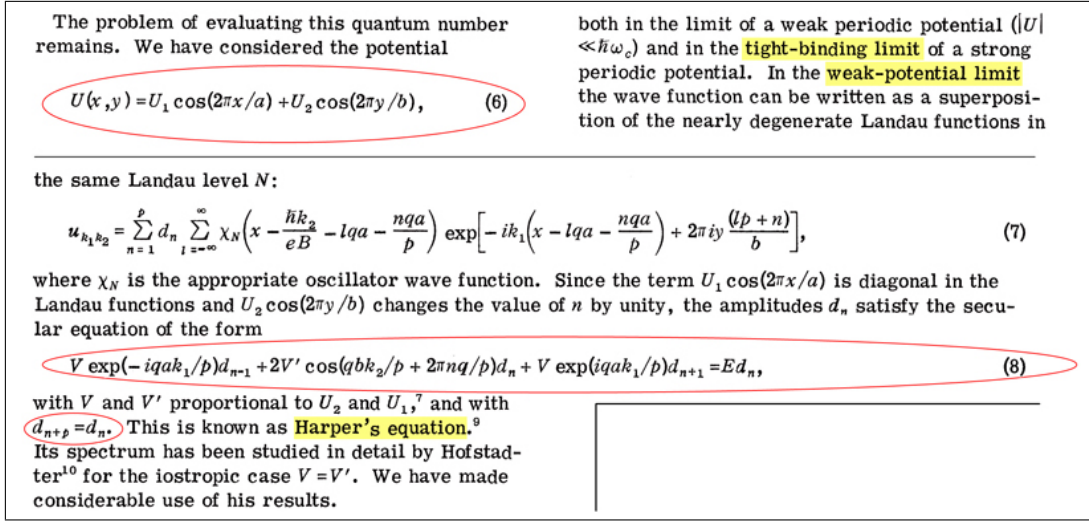 The problem of evaluating this quantum number
remains. We have considered the potential
U(x,y)=U₁ cos(2πx/a) +U₂ cos(2πy/b), (6)
both in the limit of a weak periodic potential (|U|
≪ℏω_c) and in the tight-binding limit of a strong
periodic potential. In the weak-potential limit
the wave function can be written as a superposi-
tion of the nearly degenerate Landau functions in
the same Landau level N:
u_{k₁k₂} = ∑_{n=1}^{p} d_n ∑_{l=-∞}^{∞} χ_N(x - ℏk₂/eB - lqa - nqa/p) exp[-ik₁(x - lqa - nqa/p) + 2πiy (lp + n)/b], (7)
where χ_N is the appropriate oscillator wave function. Since the term U₁ cos(2πx/a) is diagonal in the
Landau functions and U₂ cos(2πy/b) changes the value of n by unity, the amplitudes d_n satisfy the secu-
lar equation of the form
V exp(-iqak₁/p)d_{n-1} +2V' cos(qbk₂/p + 2πnq/p)d_n + V exp(iqak₁/p)d_{n+1} =Ed_n, (8)
with V and V' proportional to U₂ and U₁,⁷ and with
d_{n+p} =d_n. This is known as Harper's equation.⁹
Its spectrum has been studied in detail by Hofstad-
ter¹⁰ for the iostropic case V =V'. We have made
considerable use of his results.